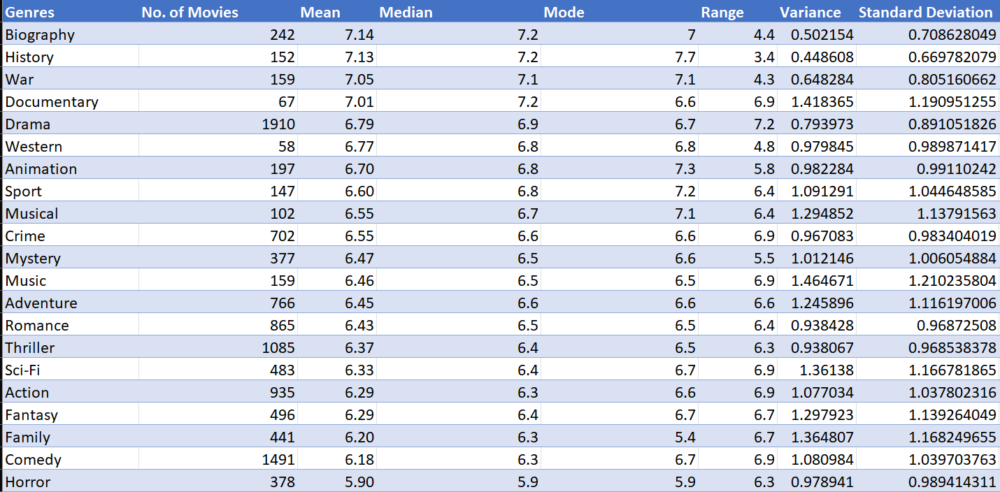 Genres No. of Movies Mean Median Mode Range Variance Standard Deviation
Biography 242 7.14 7.2 7 4.4 0.502154 0.708628049
History 152 7.13 7.2 7.7 3.4 0.448608 0.669782079
War 159 7.05 7.1 7.1 4.3 0.648284 0.805160662
Documentary 67 7.01 7.2 6.6 6.9 1.418365 1.190951255
Drama 1910 6.79 6.9 6.7 7.2 0.793973 0.891051826
Western 58 6.77 6.8 6.8 4.8 0.979845 0.989871417
Animation 197 6.70 6.8 7.3 5.8 0.982284 0.99110242
Sport 147 6.60 6.8 7.2 6.4 1.091291 1.044648585
Musical 102 6.55 6.7 7.1 6.4 1.294852 1.13791563
Crime 702 6.55 6.6 6.6 6.9 0.967083 0.983404019
Mystery 377 6.47 6.5 6.6 5.5 1.012146 1.006054884
Music 159 6.46 6.5 6.5 6.9 1.464671 1.210235804
Adventure 766 6.45 6.6 6.6 6.6 1.245896 1.116197006
Romance 865 6.43 6.5 6.5 6.4 0.938428 0.96872508
Thriller 1085 6.37 6.4 6.5 6.3 0.938067 0.968538378
Sci-Fi 483 6.33 6.4 6.7 6.9 1.36138 1.166781865
Action 935 6.29 6.3 6.6 6.9 1.077034 1.037802316
Fantasy 496 6.29 6.4 6.7 6.7 1.297923 1.139264049
Family 441 6.20 6.3 5.4 6.7 1.364807 1.168249655
Comedy 1491 6.18 6.3 6.7 6.9 1.080984 1.039703763
Horror 378 5.90 5.9 5.9 6.3 0.978941 0.989414311